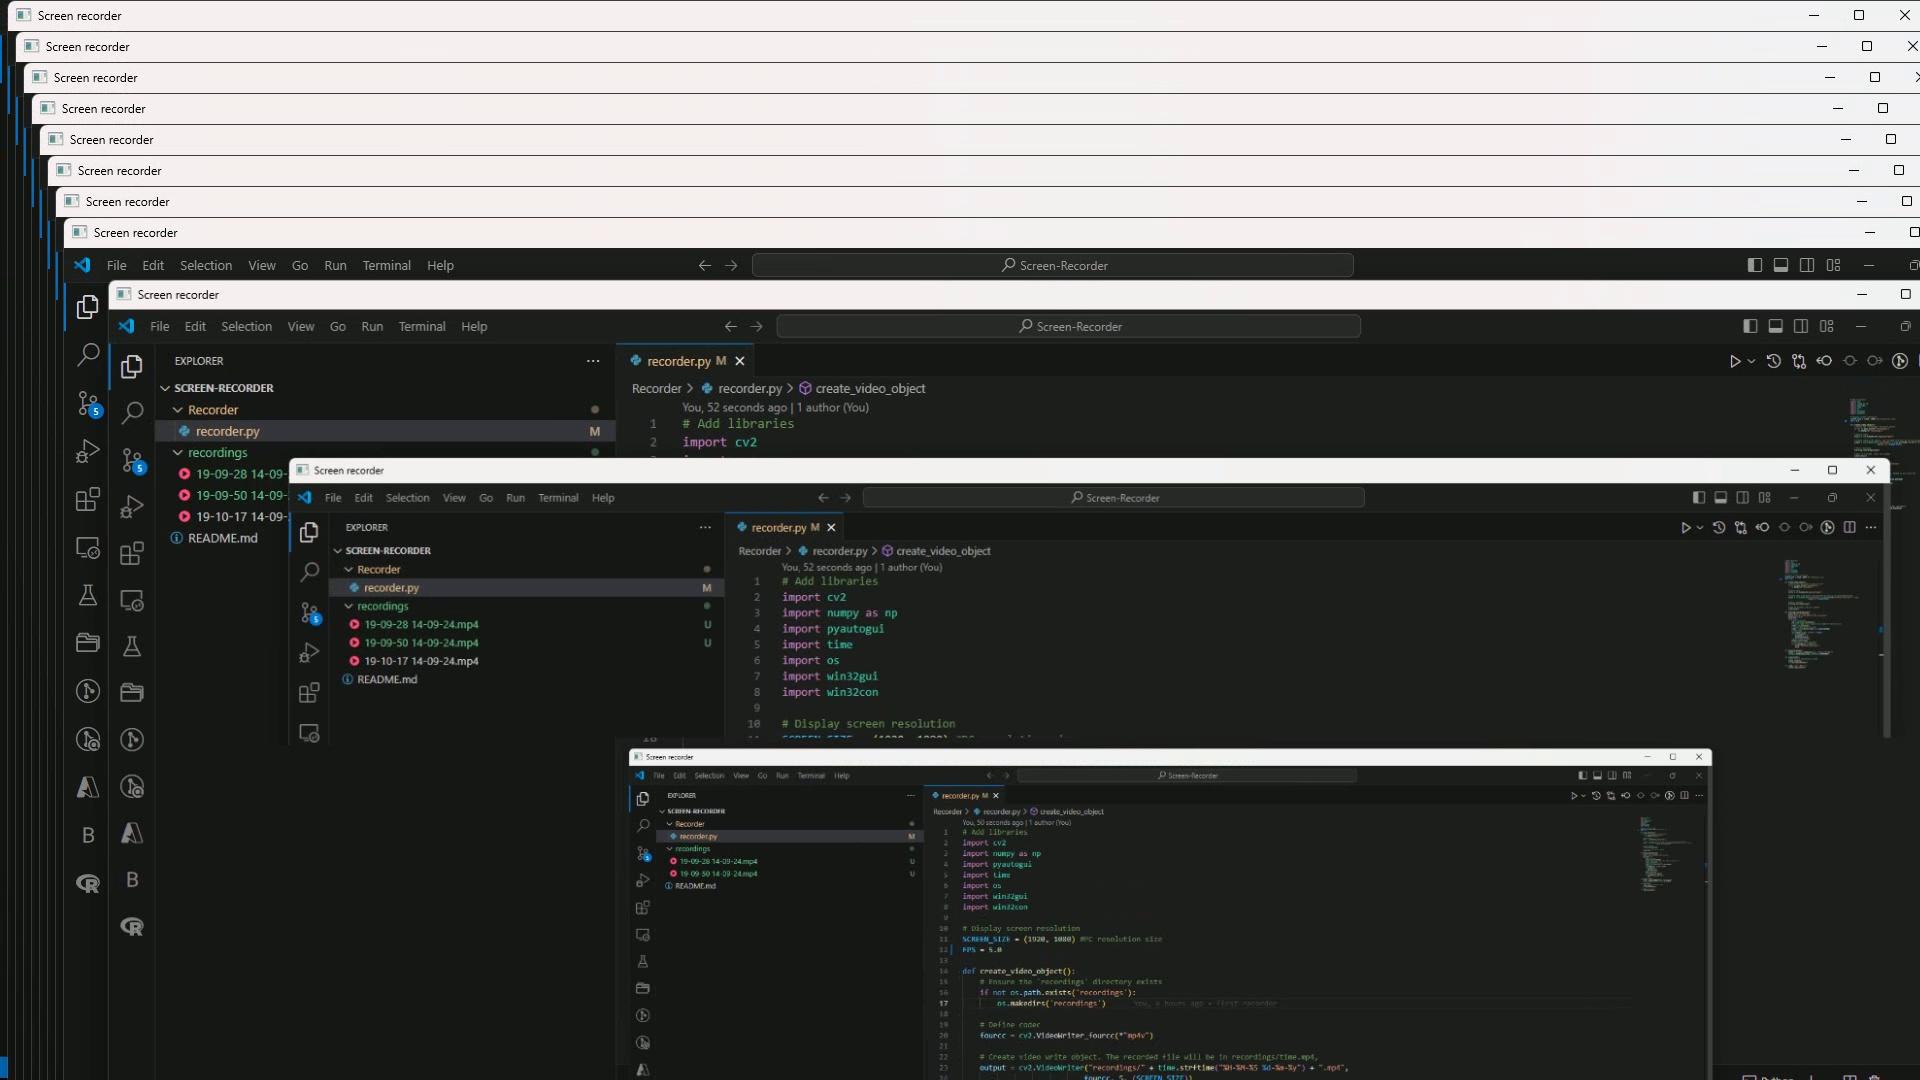 Screen recorder
Screen recorder
Screen recorder
Screen recorder
Screen recorder
Screen recorder
Screen recorder
Screen recorder
File Edit Selection View Go Run Terminal Help Screen-Recorder
Screen recorder
File Edit Selection View Go Run Terminal Help Screen-Recorder
EXPLORER
recorder.py M
SCREEN-RECORDER
Recorder > recorder.py > create_video_object
Recorder
You, 52 seconds ago | 1 author (You)
1 # Add libraries
recorder.py M
2 import cv2
recordings
19-09-28 14-09-
19-09-50 14-09-
19-10-17 14-09-
README.md
5
5
B
B
R
R
Screen recorder
File Edit Selection View Go Run Terminal Help Screen-Recorder
EXPLORER
recorder.py M
SCREEN-RECORDER
Recorder > recorder.py > create_video_object
Recorder
You, 52 seconds ago | 1 author (You)
1 # Add libraries
recorder.py M
2 import cv2
recordings
3 import numpy as np
19-09-28 14-09-24.mp4 U
4 import pyautogui
19-09-50 14-09-24.mp4 U
5 import time
19-10-17 14-09-24.mp4
6 import os
README.md
7 import win32gui
8 import win32con
9
10 # Display screen resolution
5
Screen recorder
File Edit Selection View Go Run Terminal Help Screen-Recorder
EXPLORER
recorder.py M
SCREEN-RECORDER
Recorder > recorder.py > create_video_object
Recorder
You, 50 seconds ago | 1 author (You)
1 # Add libraries
recorder.py M
2 import cv2
recordings
3 import numpy as np
19-09-28 14-09-24.mp4 U
4 import pyautogui
19-09-50 14-09-24.mp4 U
5 import time
README.md
6 import os
7 import win32gui
8 import win32con
9
10 # Display screen resolution
11 SCREEN_SIZE = (1920, 1080) #PC resolution size
12 FPS = 5.0
13
14 def create_video_object():
15 # Ensure the 'recordings' directory exists
16 if not os.path.exists('recordings'):
17 os.makedirs('recordings') You, 6 hours ago • first recorder
18
19 # Define codec
20 fourcc = cv2.VideoWriter_fourcc(*"mp4v")
21
22 # Create video write object. The recorded file will be in recordings/time.mp4,
23 output = cv2.VideoWriter("recordings/" + time.strftime("%H-%M-%S %d-%m-%y") + ".mp4",
24 fourcc, 5, (SCREEN_SIZE))
Python